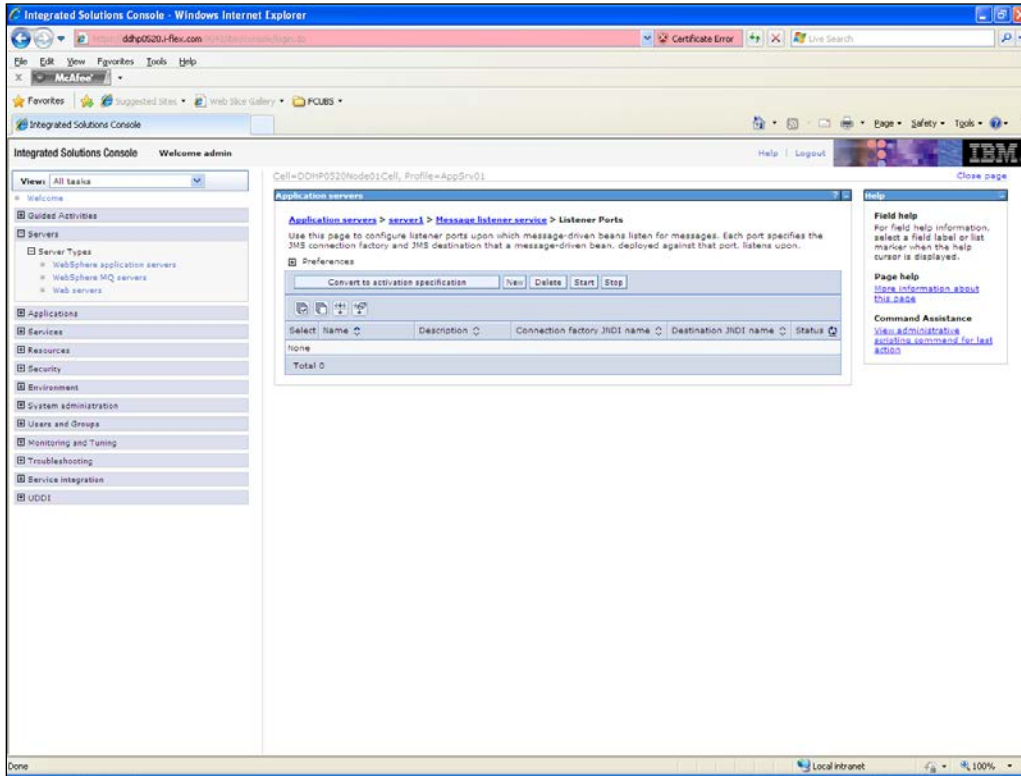 Integrated Solutions Console - Windows Internet Explorer
ddhp0520.i-flex.com
Certificate Error
Live Search
File Edit View Favorites Tools Help
X McAfee
Favorites Suggested Sites Web Slice Gallery FCUBS
Integrated Solutions Console
Page Safety Tools
Integrated Solutions Console Welcome admin
Help | Logout
IBM
View: All tasks
Cell=DDHP0520Node01Cell, Profile=AppSrv01
Close page
Welcome
Guided Activities
Servers
Server Types
WebSphere application servers
WebSphere MQ servers
Web servers
Applications
Services
Resources
Security
Environment
System administration
Users and Groups
Monitoring and Tuning
Troubleshooting
Service integration
UDDI
Application servers
Application servers > server1 > Message listener service > Listener Ports
Use this page to configure listener ports upon which message-driven beans listen for messages. Each port specifies the
JMS connection factory and JMS destination that a message-driven bean, deployed against that port, listens upon.
Preferences
Convert to activation specification New Delete Start Stop
Select Name Description Connection factory JNDI name Destination JNDI name Status
None
Total 0
Help
Field help
For field help information,
select a field label or list
marker when the help
cursor is displayed.
Page help
More information about
this page
Command Assistance
View administrative
scripting command for last
action
Done
Local intranet
100%